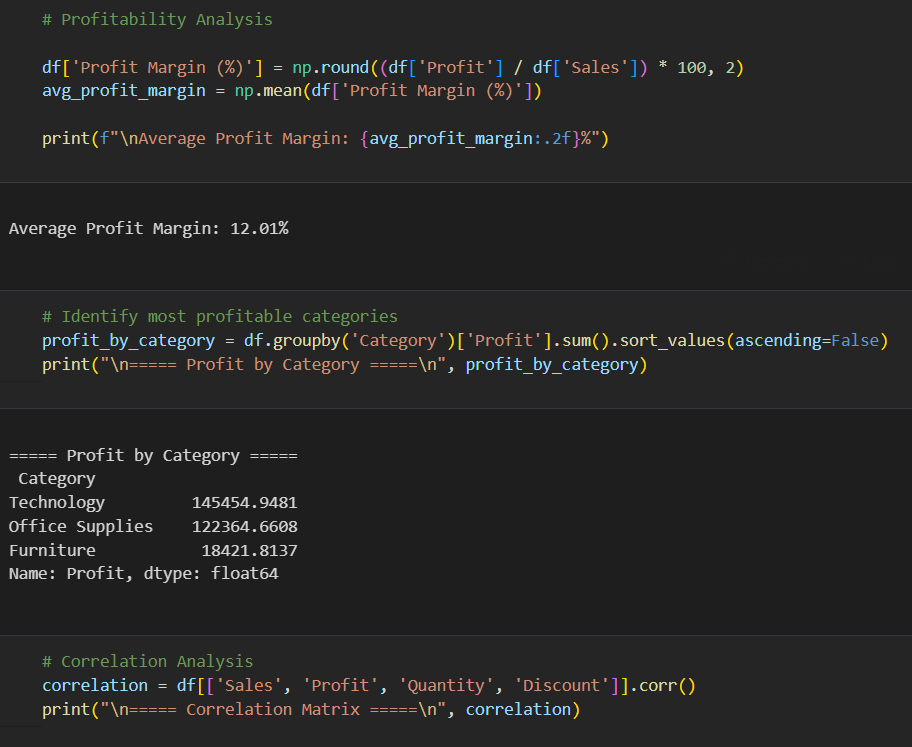 # Profitability Analysis
df['Profit Margin (%)'] = np.round((df['Profit'] / df['Sales']) * 100, 2)
avg_profit_margin = np.mean(df['Profit Margin (%)'])
print(f"\nAverage Profit Margin: {avg_profit_margin:.2f}%")
Average Profit Margin: 12.01%
# Identify most profitable categories
profit_by_category = df.groupby('Category')['Profit'].sum().sort_values(ascending=False)
print("\n===== Profit by Category =====\n", profit_by_category)
===== Profit by Category =====
Category
Technology 145454.9481
Office Supplies 122364.6608
Furniture 18421.8137
Name: Profit, dtype: float64
# Correlation Analysis
correlation = df[['Sales', 'Profit', 'Quantity', 'Discount']].corr()
print("\n===== Correlation Matrix =====\n", correlation)